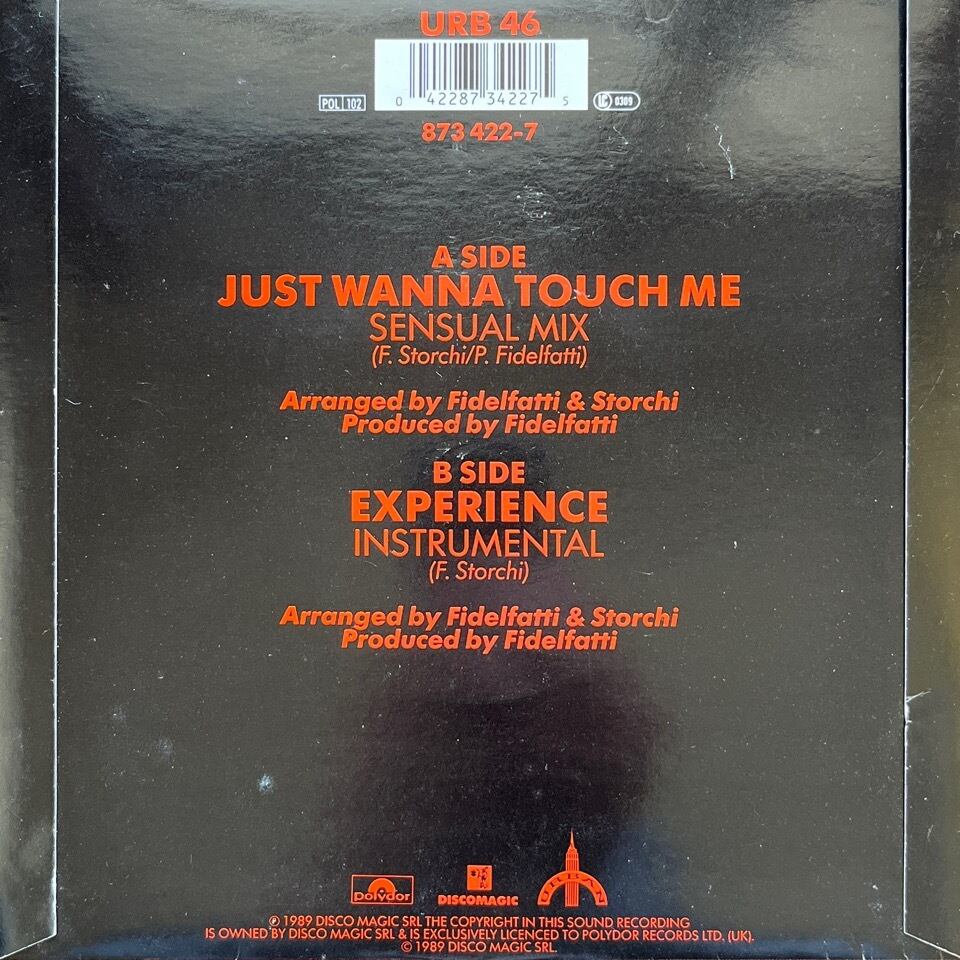 URB 46
POL 102
0 42287 34227 5
LC 0309
873 422-7
A SIDE
JUST WANNA TOUCH ME
SENSUAL MIX
(F. Storchi/P. Fidelfatti)
Arranged by Fidelfatti & Storchi
Produced by Fidelfatti
B SIDE
EXPERIENCE
INSTRUMENTAL
(F. Storchi)
Arranged by Fidelfatti & Storchi
Produced by Fidelfatti
polydor
DISCOMAGIC
URBAN
℗ 1989 DISCO MAGIC SRL THE COPYRIGHT IN THIS SOUND RECORDING
IS OWNED BY DISCO MAGIC SRL & IS EXCLUSIVELY LICENCED TO POLYDOR RECORDS LTD. (UK).
© 1989 DISCO MAGIC SRL.